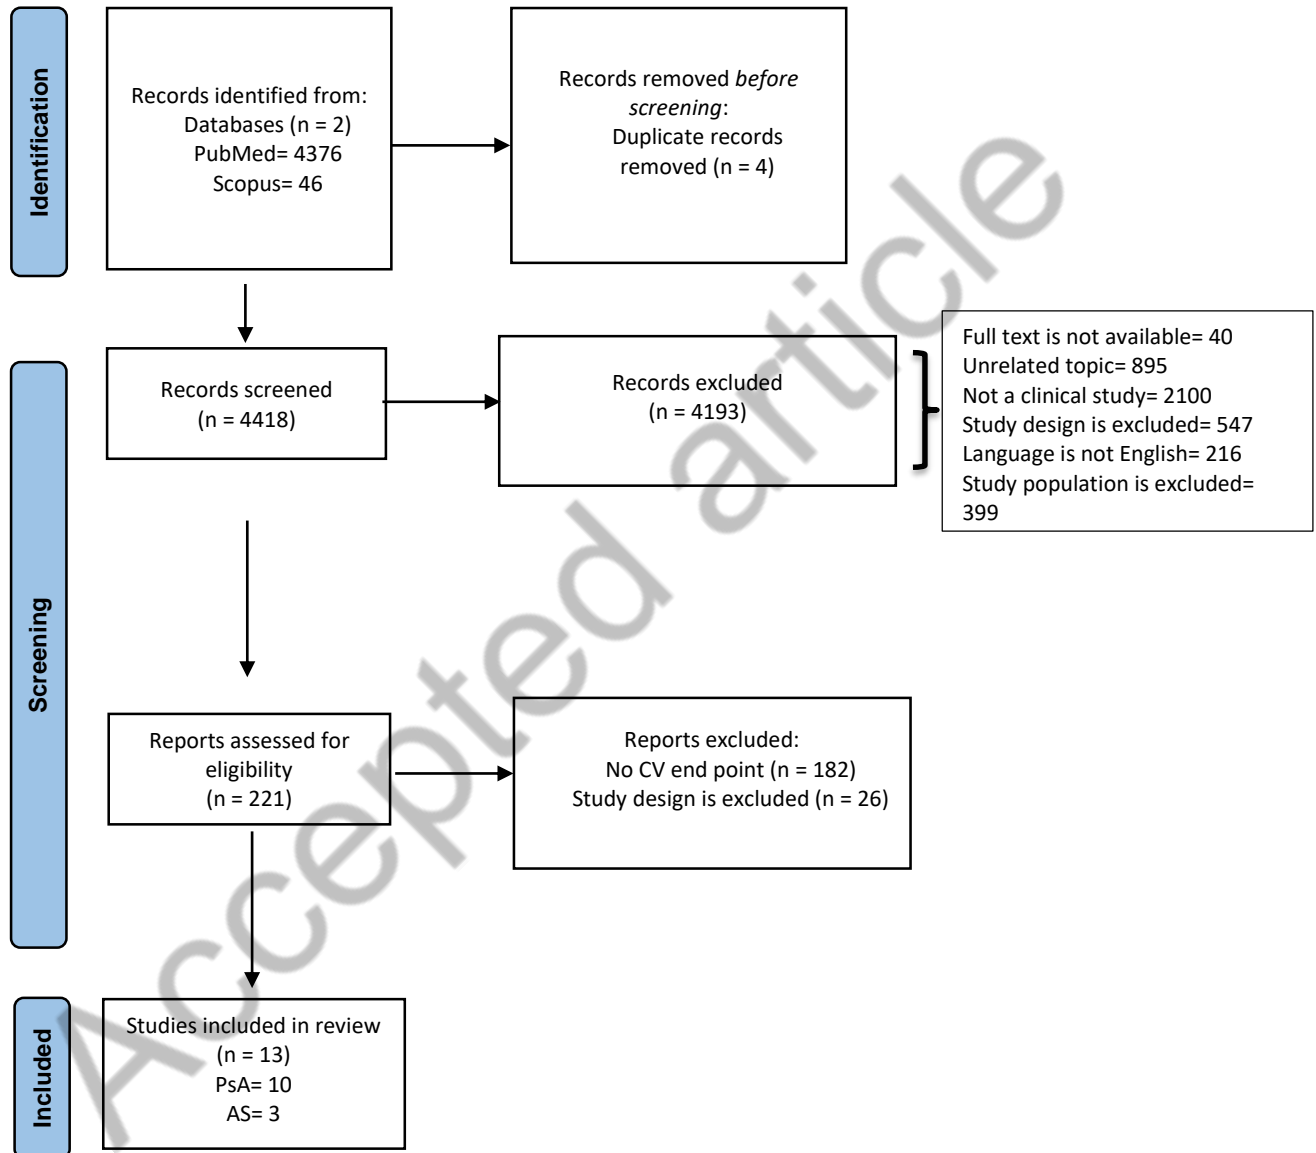 Identification
Records identified from:
Databases (n = 2)
PubMed= 4376
Scopus= 46
Records removed before
screening:
Duplicate records
removed (n = 4)
Screening
Records screened
(n = 4418)
Records excluded
(n = 4193)
Full text is not available= 40
Unrelated topic= 895
Not a clinical study= 2100
Study design is excluded= 547
Language is not English= 216
Study population is excluded=
399
Reports assessed for
eligibility
(n = 221)
Reports excluded:
No CV end point (n = 182)
Study design is excluded (n = 26)
Included
Studies included in review
(n = 13)
PsA= 10
AS= 3
Accepted article